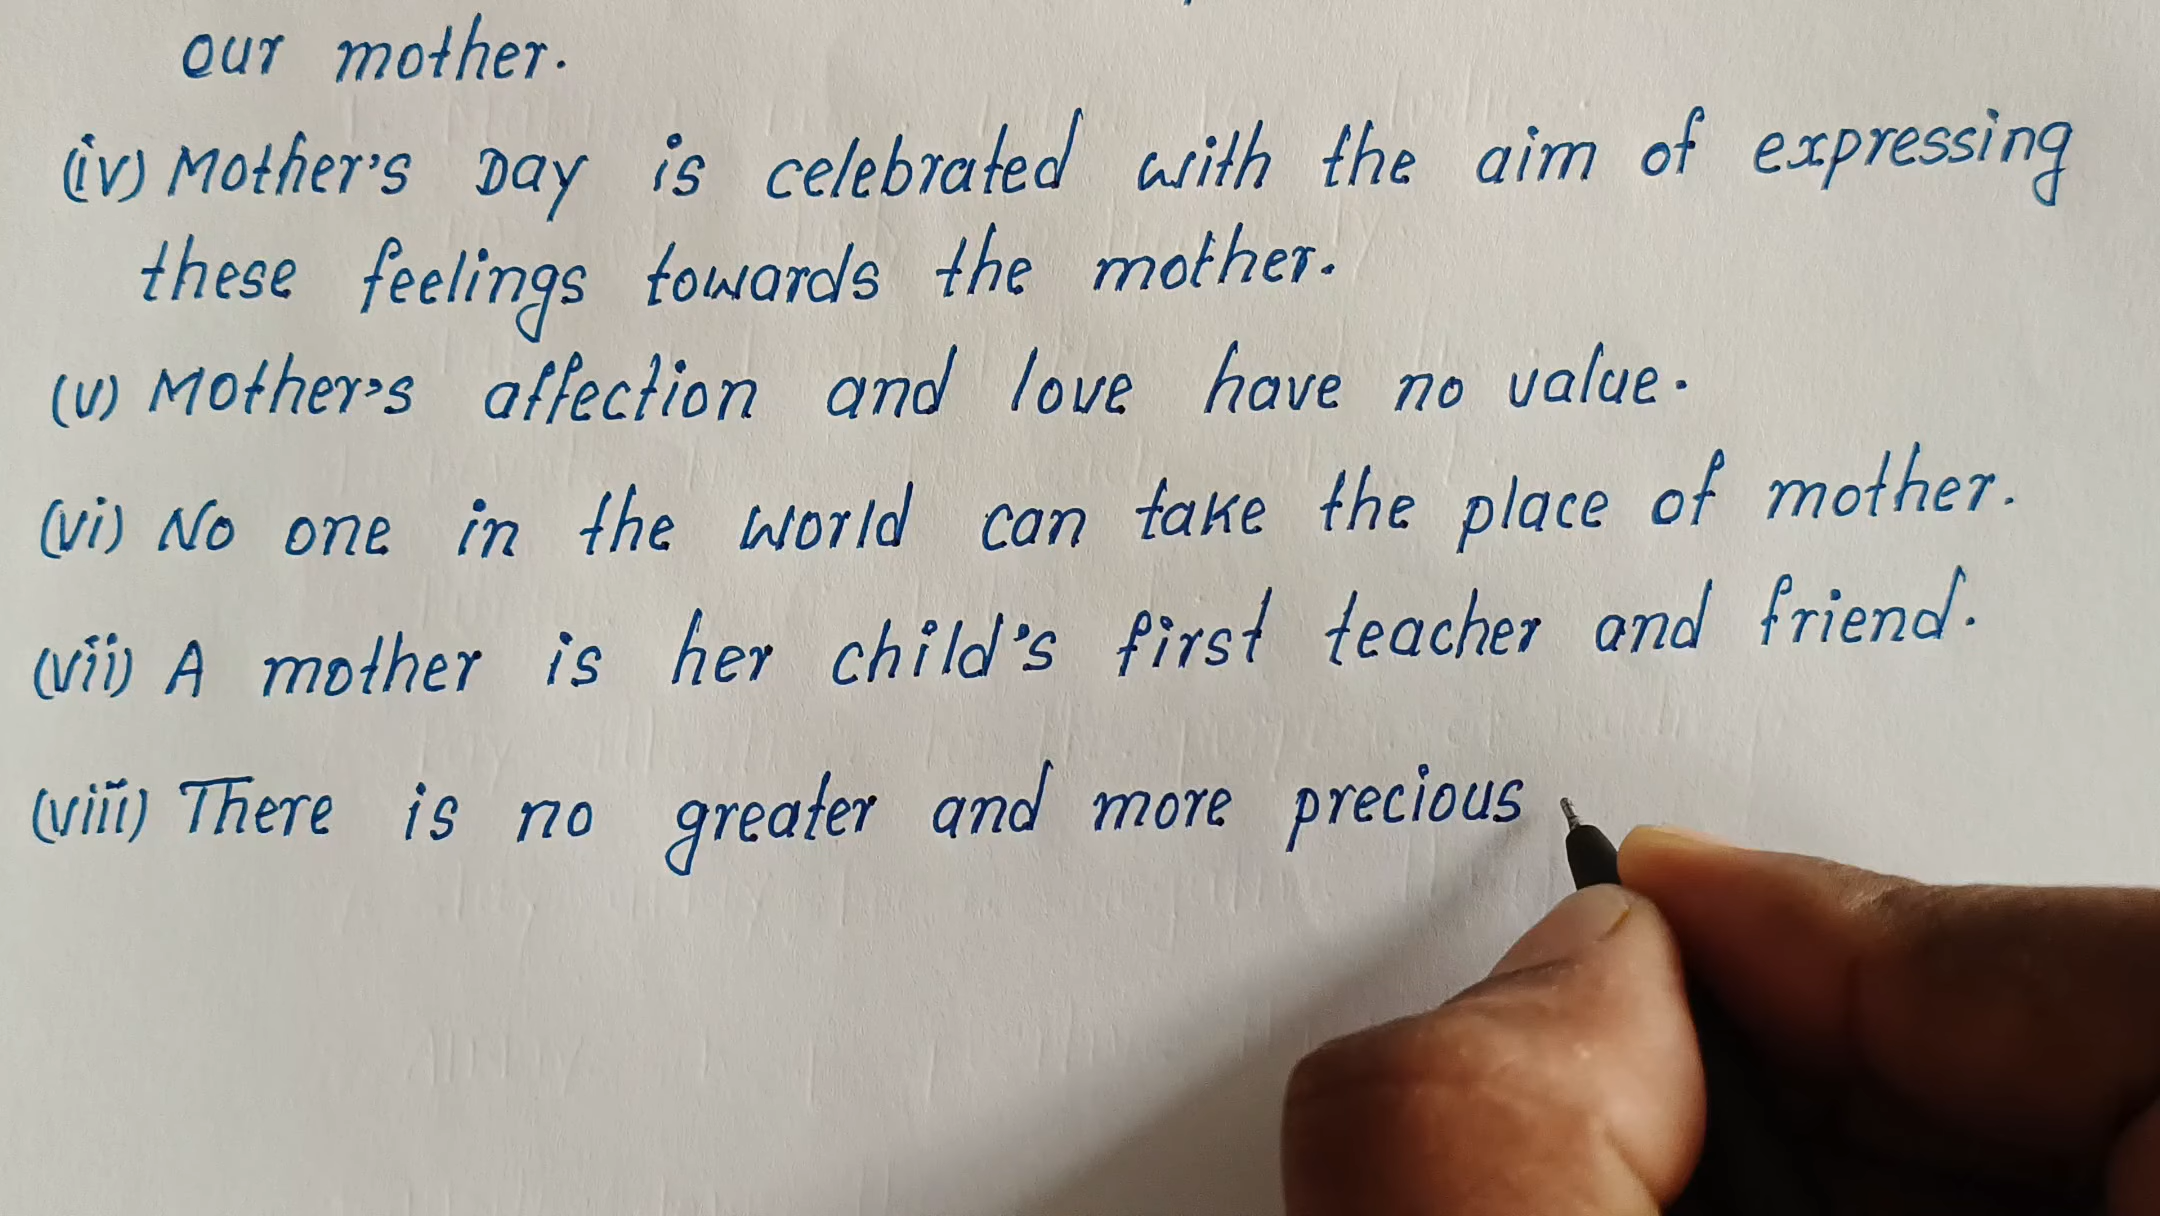 our mother.
(iv) Mother's Day is celebrated with the aim of expressing
these feelings towards the mother.
(v) Mother's affection and love have no value.
(vi) No one in the world can take the place of mother.
(vii) A mother is her child's first teacher and friend.
(viii) There is no greater and more precious